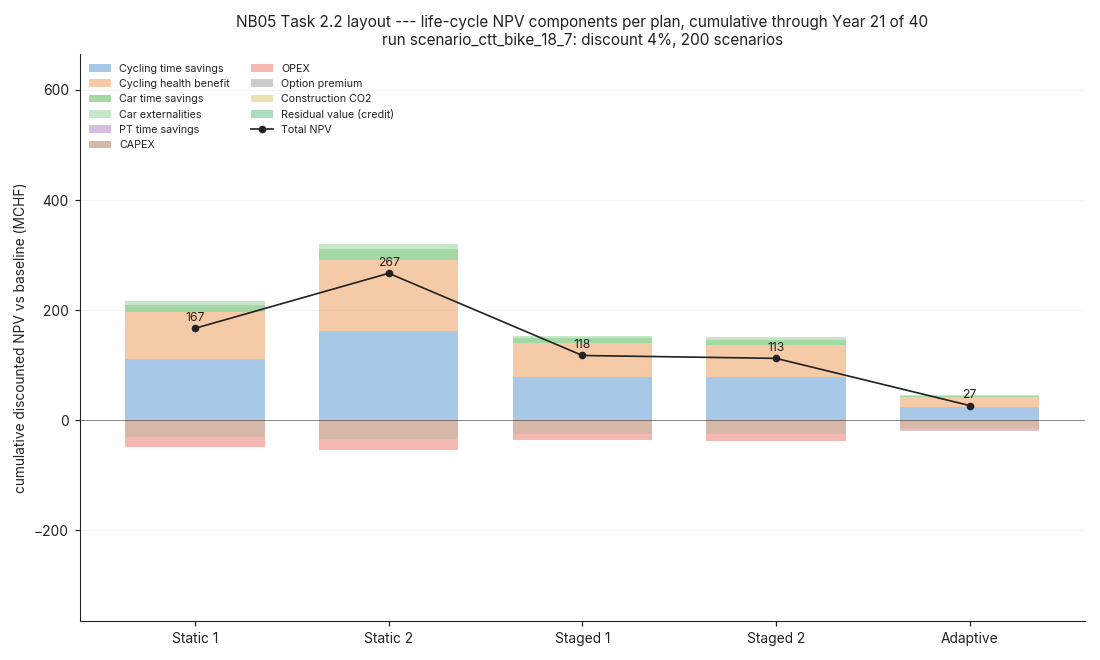 NB05 Task 2.2 layout --- life-cycle NPV components per plan, cumulative through Year 21 of 40
run scenario_ctt_bike_18_7: discount 4%, 200 scenarios
Cycling time savings
Cycling health benefit
Car time savings
Car externalities
PT time savings
CAPEX
OPEX
Option premium
Construction CO2
Residual value (credit)
Total NPV
cumulative discounted NPV vs baseline (MCHF)
600
400
200
0
−200
167
267
118
113
27
Static 1
Static 2
Staged 1
Staged 2
Adaptive